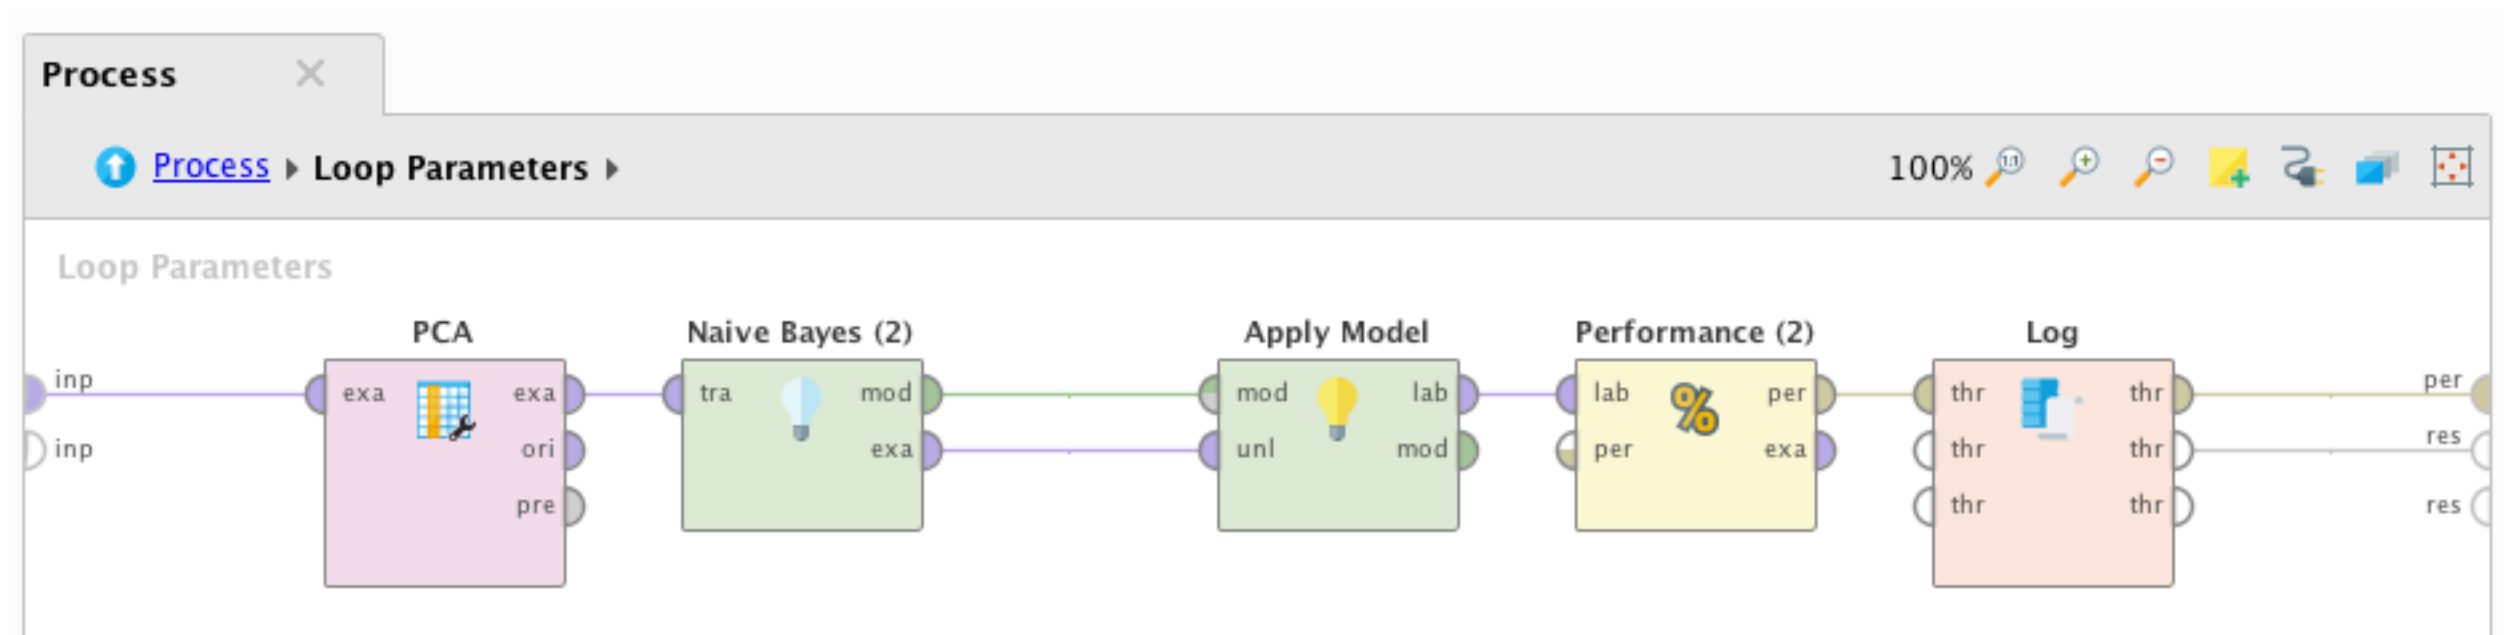 Process
Process Loop Parameters
100%
1:1
Loop Parameters
PCA Naive Bayes (2) Apply Model Performance (2) Log
inp exa exa tra mod mod lab lab per thr thr per
inp ori exa unl mod per exa thr thr res
pre thr thr res
%